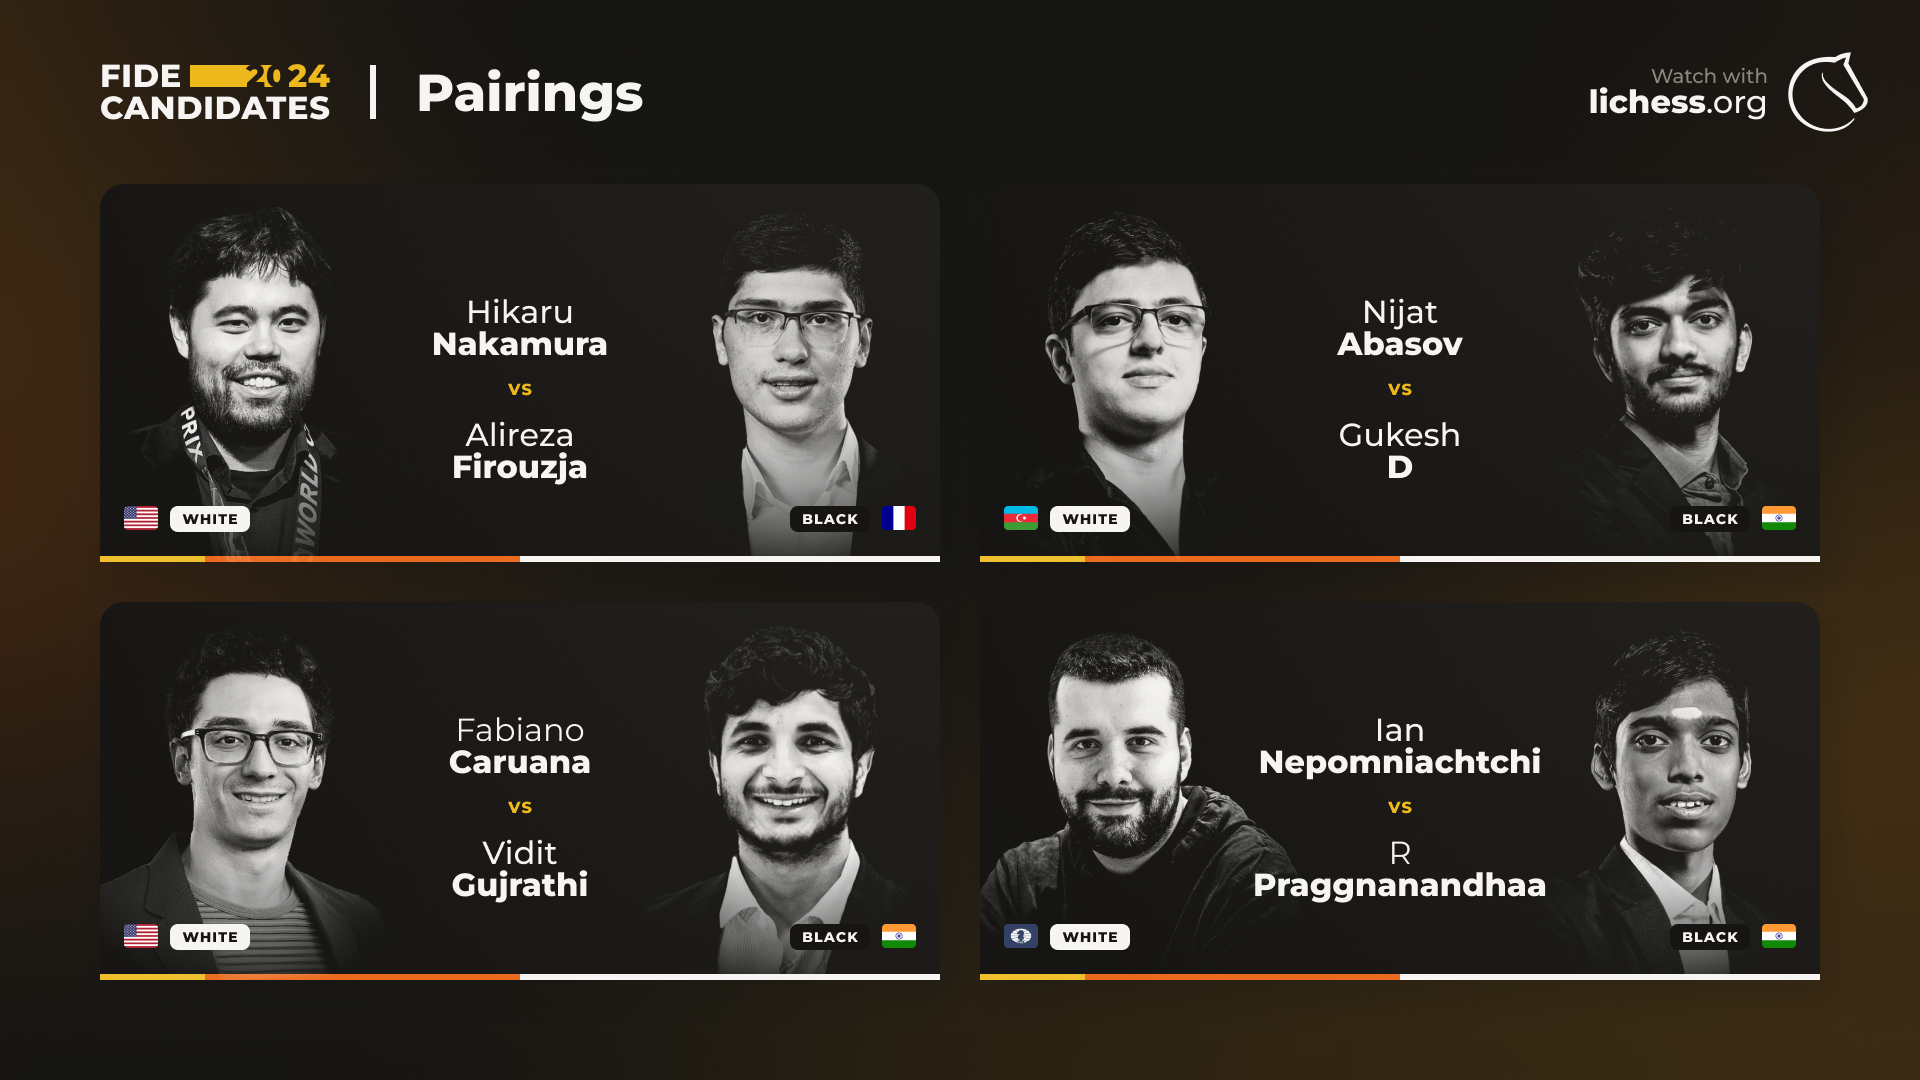 FIDE 2024
CANDIDATES
Pairings
Watch with
lichess.org
Hikaru
Nakamura
vs
Alireza
Firouzja
PRIX
WORLD
WHITE
BLACK
Nijat
Abasov
vs
Gukesh
D
WHITE
BLACK
Fabiano
Caruana
vs
Vidit
Gujrathi
WHITE
BLACK
Ian
Nepomniachtchi
vs
R
Praggnanandhaa
WHITE
BLACK